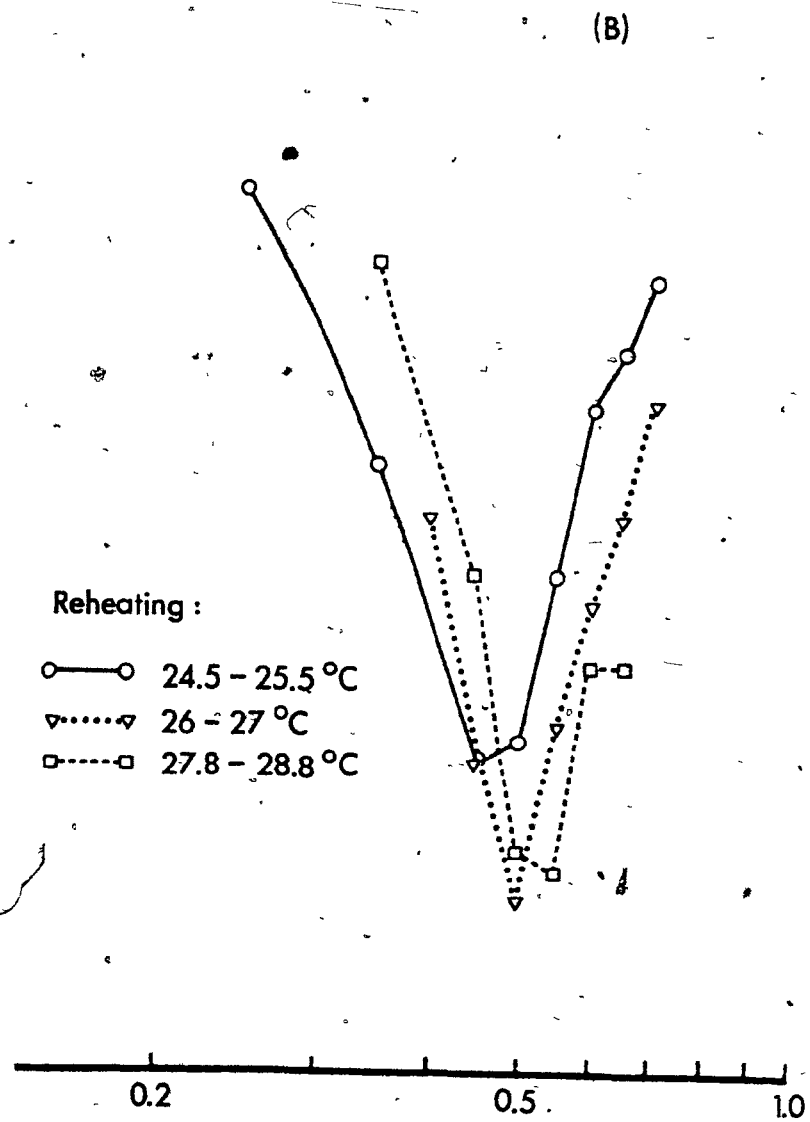 (B)
Reheating :
24.5 – 25.5 °C
26 – 27 °C
27.8 – 28.8 °C
0.2 0.5 1.0